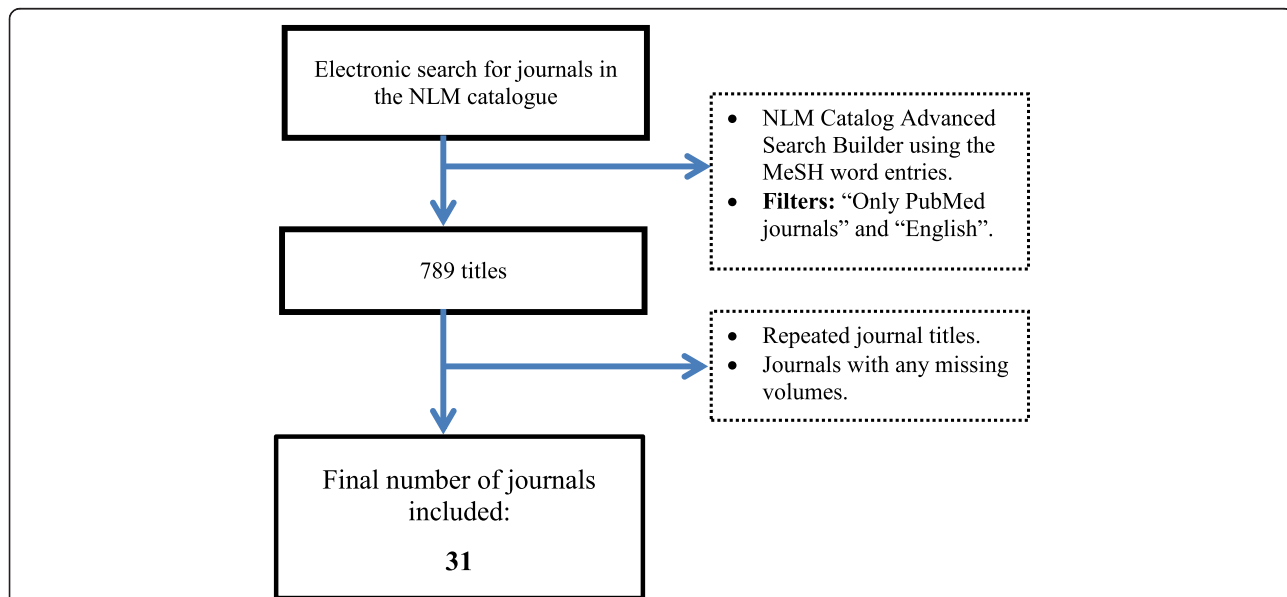 Electronic search for journals in
the NLM catalogue
• NLM Catalog Advanced
Search Builder using the
MeSH word entries.
• Filters: “Only PubMed
journals” and “English”.
789 titles
• Repeated journal titles.
• Journals with any missing
volumes.
Final number of journals
included:
31